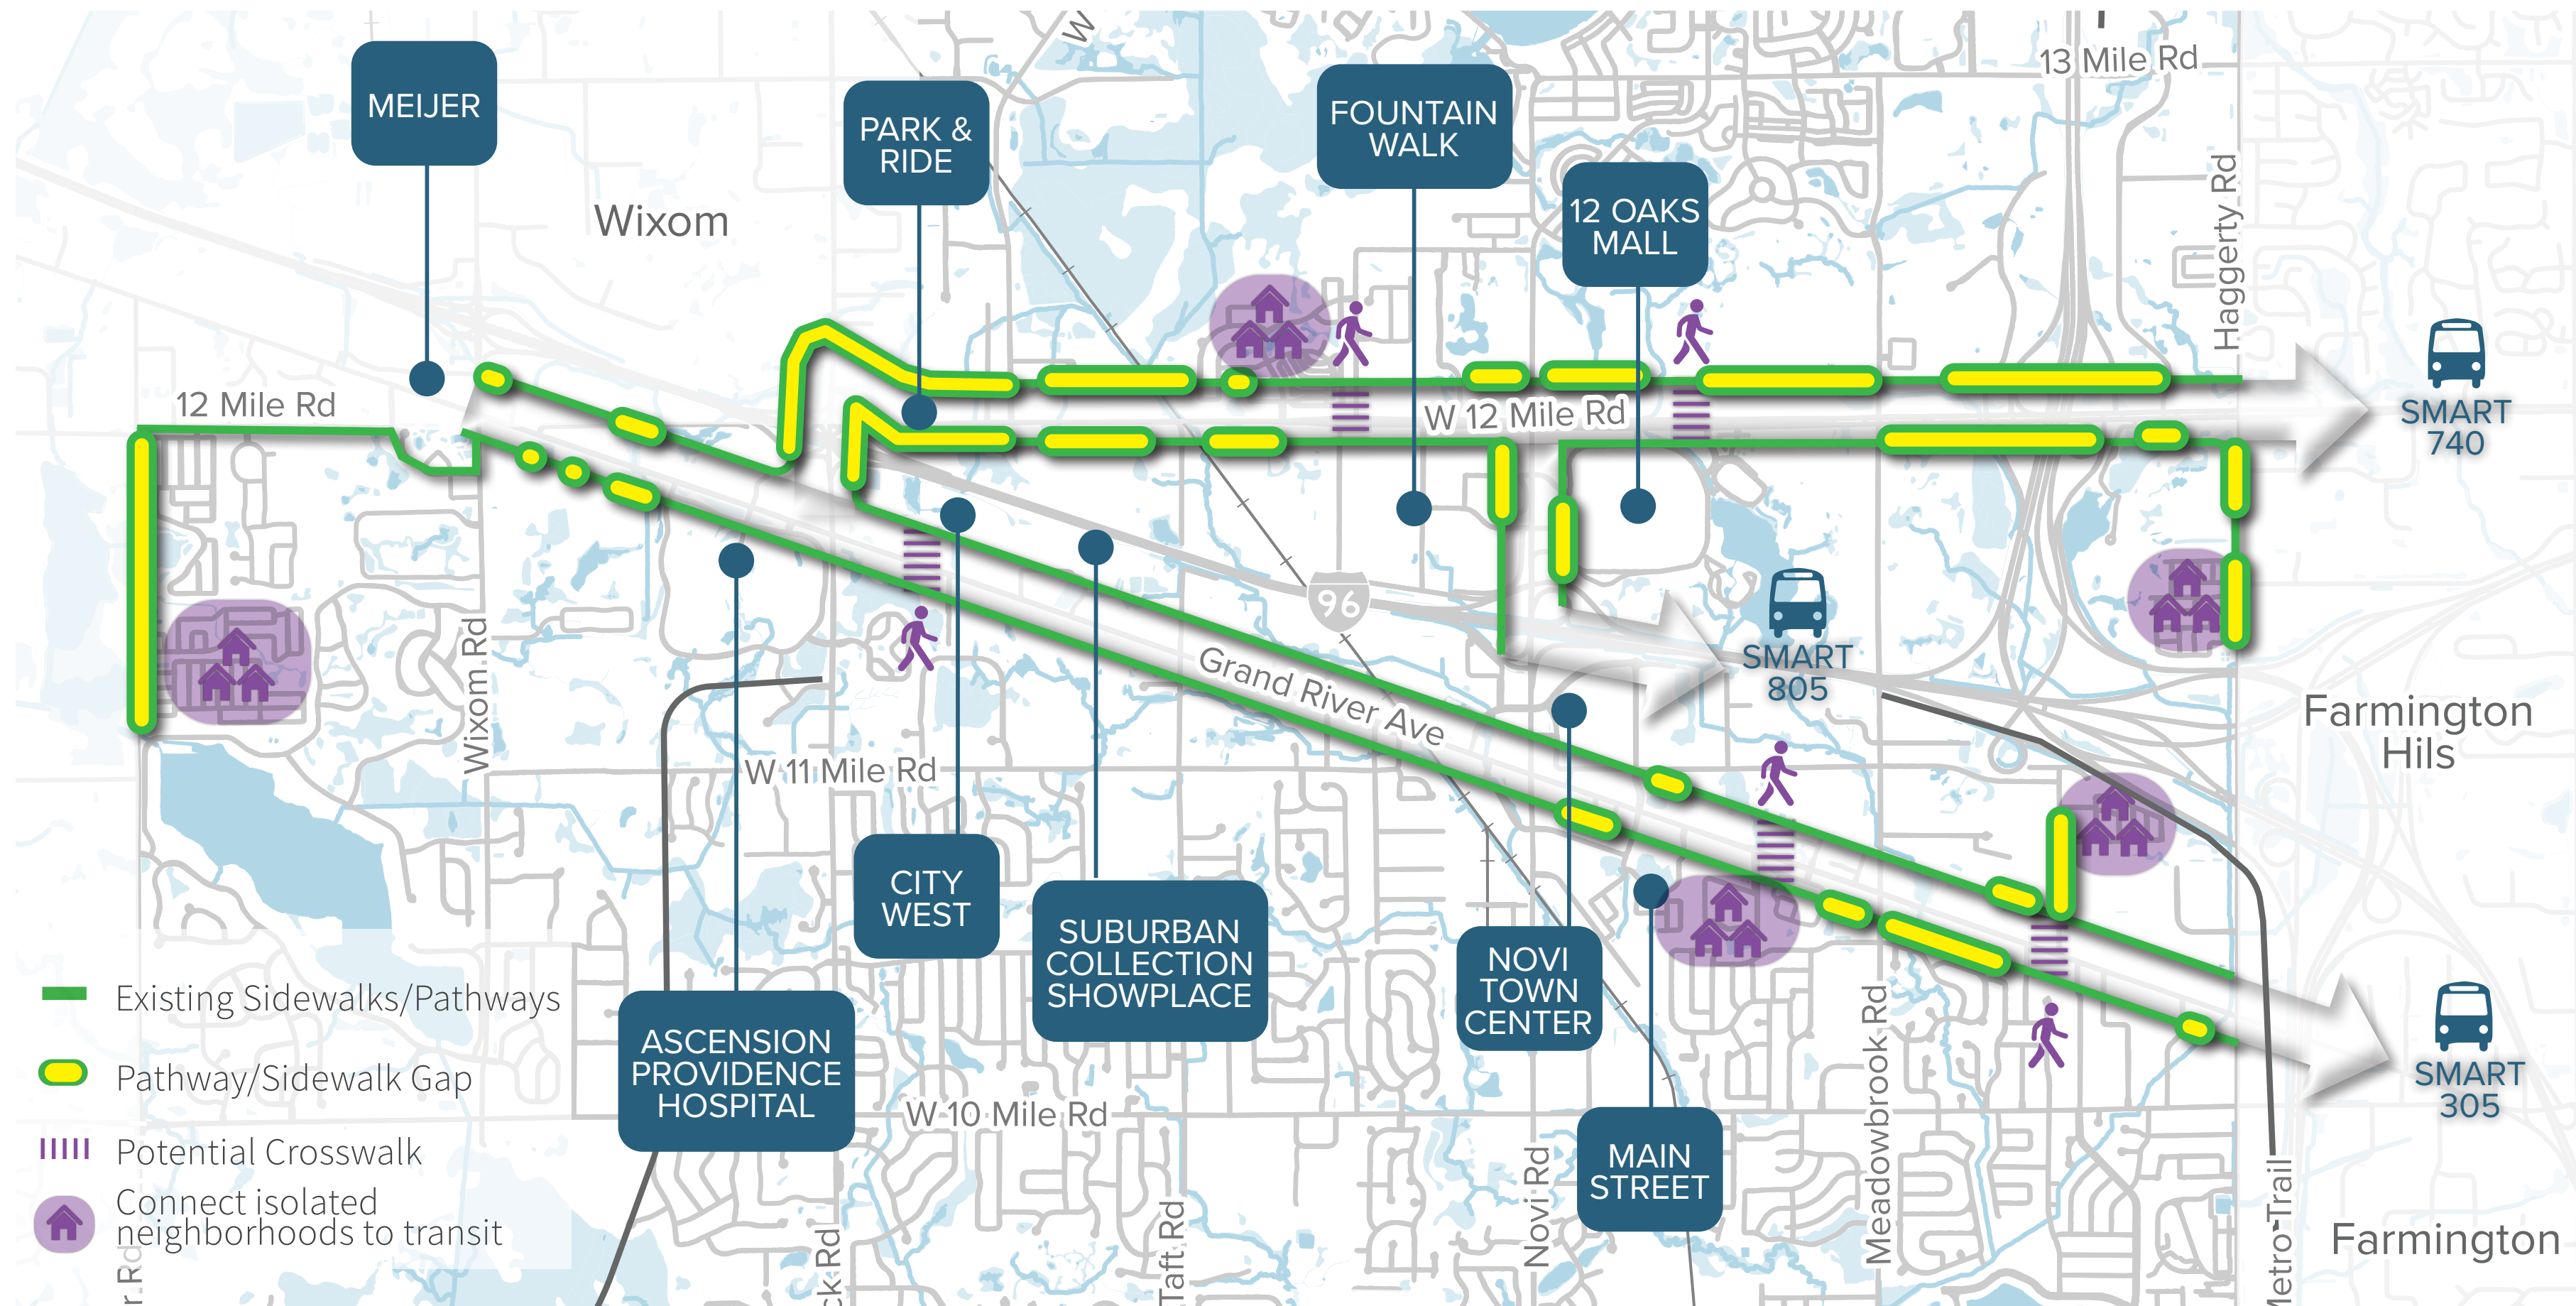 13 Mile Rd
MEIJER
PARK &
RIDE
FOUNTAIN
WALK
12 OAKS
MALL
Wixom
Haggerty Rd
12 Mile Rd
W 12 Mile Rd
SMART
740
96
SMART
805
Grand River Ave
Wixom Rd
W 11 Mile Rd
Farmington
Hils
CITY
WEST
SUBURBAN
COLLECTION
SHOWPLACE
NOVI
TOWN
CENTER
ASCENSION
PROVIDENCE
HOSPITAL
MAIN
STREET
SMART
305
W 10 Mile Rd
Meadowbrook Rd
Novi Rd
Taft Rd
ck Rd
r Rd
Metro Trail
Farmington
Existing Sidewalks/Pathways
Pathway/Sidewalk Gap
Potential Crosswalk
Connect isolated
neighborhoods to transit